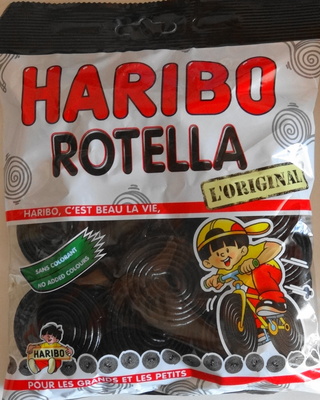 HARIBO
ROTELLA
L'ORIGINAL
HARIBO, C'EST BEAU LA VIE,
SANS COLORANT
NO ADDED COLOURS
HARIBO
POUR LES GRANDS ET LES PETITS